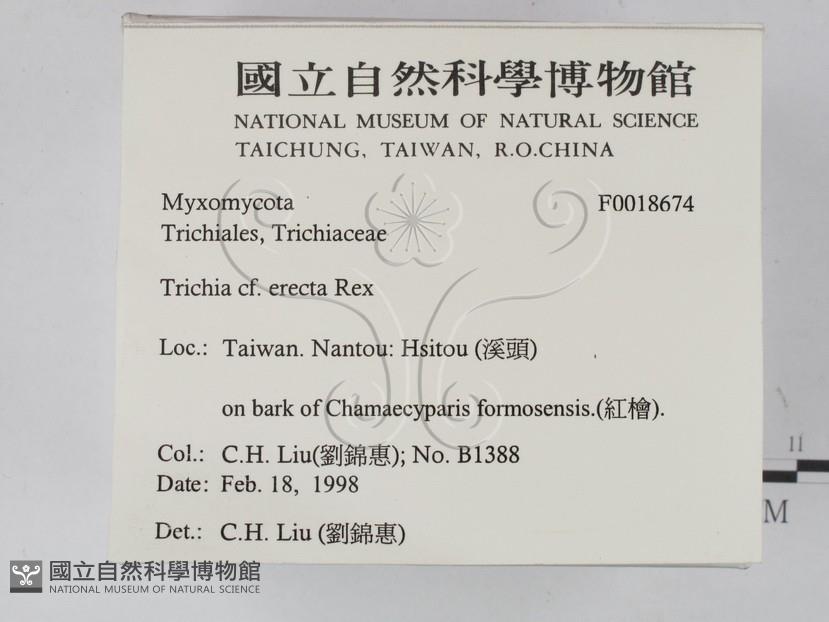 國立自然科學博物館
NATIONAL MUSEUM OF NATURAL SCIENCE
TAICHUNG, TAIWAN, R.O.CHINA
Myxomycota F0018674
Trichiales, Trichiaceae
Trichia cf. erecta Rex
Loc.: Taiwan. Nantou: Hsitou (溪頭)
on bark of Chamaecyparis formosensis.(紅檜).
Col.: C.H. Liu(劉錦惠); No. B1388
Date: Feb. 18, 1998
Det.: C.H. Liu (劉錦惠)
11
M
國立自然科學博物館
NATIONAL MUSEUM OF NATURAL SCIENCE